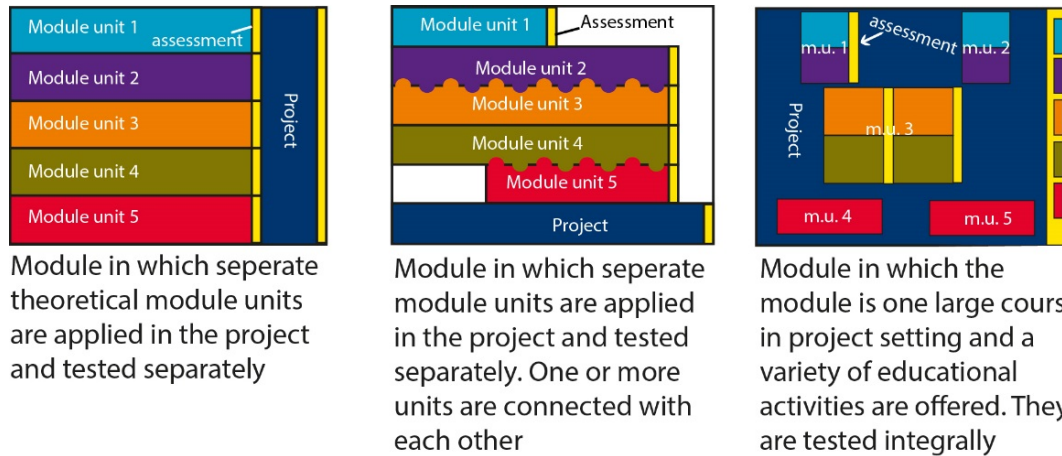 Module unit 1
assessment
Module unit 2
Module unit 3
Module unit 4
Module unit 5
Project
Module in which seperate
theoretical module units
are applied in the project
and tested separately
Module unit 1
Assessment
Module unit 2
Module unit 3
Module unit 4
Module unit 5
Project
Module in which seperate
module units are applied
in the project and tested
separately. One or more
units are connected with
each other
m.u. 1
assessment
m.u. 2
Project
m.u. 3
m.u. 4
m.u. 5
Module in which the
module is one large cours
in project setting and a
variety of educational
activities are offered. They
are tested integrally